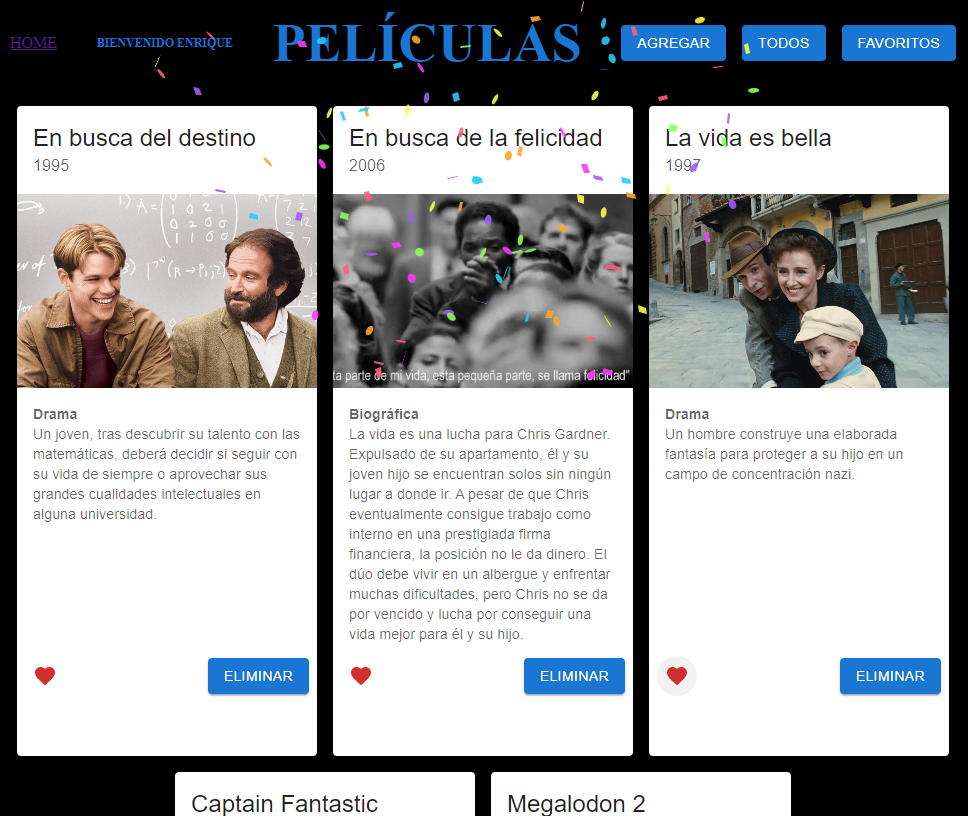 HOME
BIENVENIDO ENRIQUE
PELÍCULAS
AGREGAR
TODOS
FAVORITOS
En busca del destino
1995
En busca de la felicidad
2006
La vida es bella
1997
ta parte de mi vida, esta pequeña parte, se llama felicidad"
Drama
Un joven, tras descubrir su talento con las
matemáticas, deberá decidir si seguir con
su vida de siempre o aprovechar sus
grandes cualidades intelectuales en
alguna universidad.
ELIMINAR
Biográfica
La vida es una lucha para Chris Gardner.
Expulsado de su apartamento, él y su
joven hijo se encuentran solos sin ningún
lugar a donde ir. A pesar de que Chris
eventualmente consigue trabajo como
interno en una prestigiada firma
financiera, la posición no le da dinero. El
dúo debe vivir en un albergue y enfrentar
muchas dificultades, pero Chris no se da
por vencido y lucha por conseguir una
vida mejor para él y su hijo.
ELIMINAR
Drama
Un hombre construye una elaborada
fantasía para proteger a su hijo en un
campo de concentración nazi.
ELIMINAR
Captain Fantastic
Megalodon 2